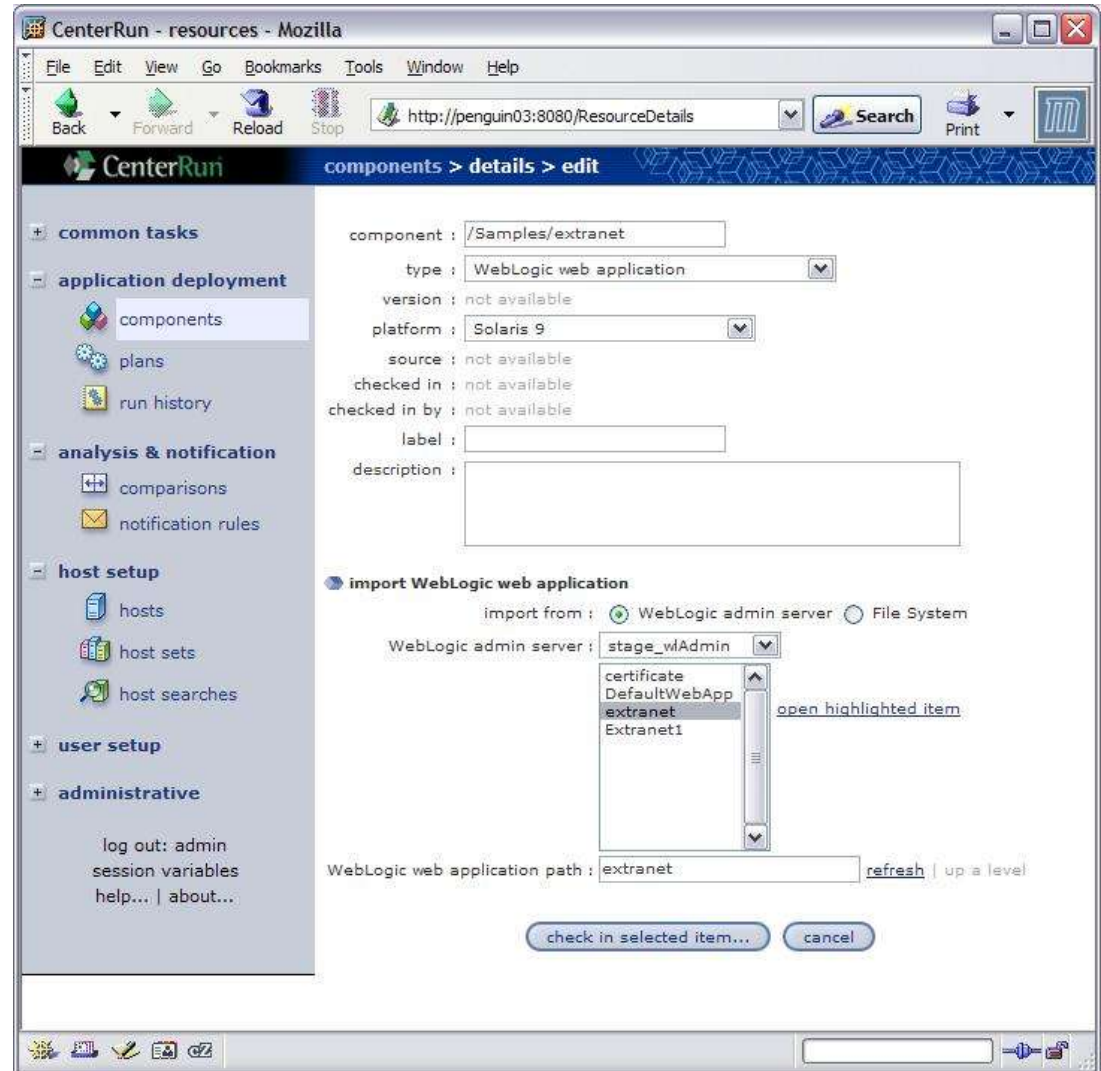 CenterRun - resources - Mozilla
File Edit View Go Bookmarks Tools Window Help
Back Forward Reload Stop http://penguin03:8080/ResourceDetails Search Print
CenterRun components > details > edit
common tasks
application deployment
components
plans
run history
analysis & notification
comparisons
notification rules
host setup
hosts
host sets
host searches
user setup
administrative
log out: admin
session variables
help... | about...
component : /Samples/extranet
type : WebLogic web application
version : not available
platform : Solaris 9
source : not available
checked in : not available
checked in by : not available
label :
description :
import WebLogic web application
import from : WebLogic admin server File System
WebLogic admin server : stage_wlAdmin
certificate
DefaultWebApp
extranet open highlighted item
Extranet1
WebLogic web application path : extranet refresh | up a level
check in selected item... cancel